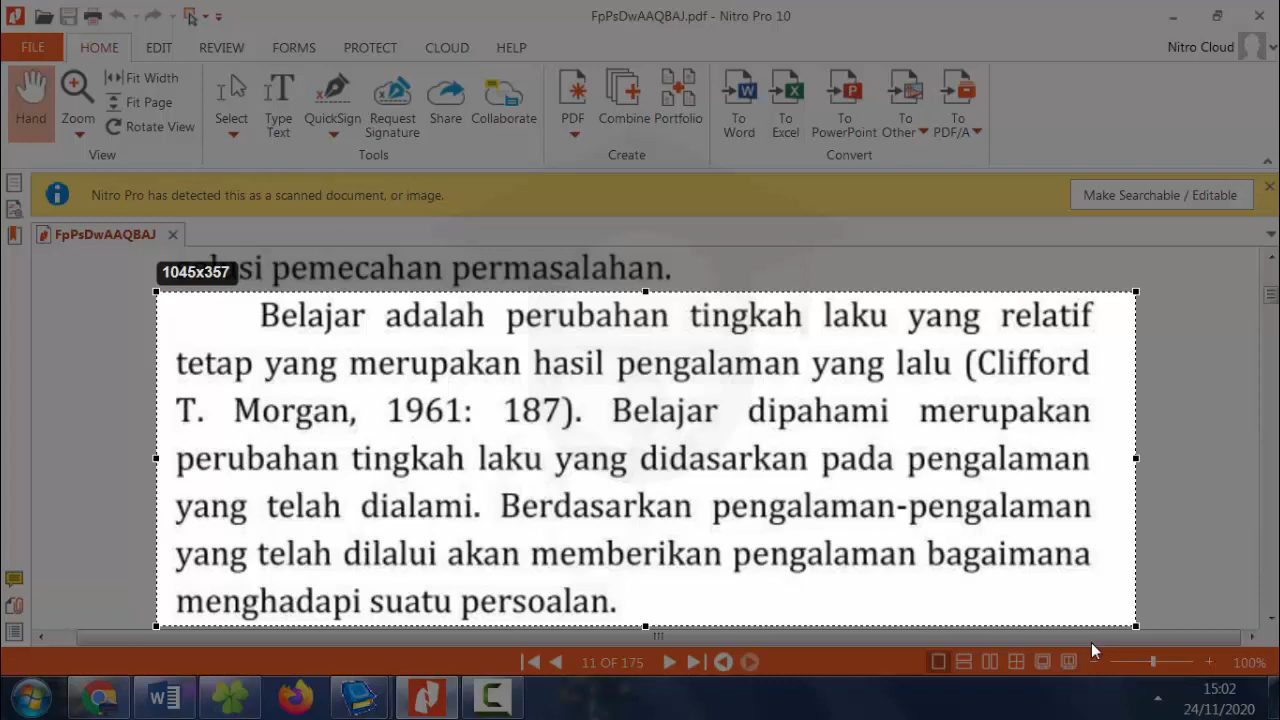 FpPsDwAAQBAJ.pdf - Nitro Pro 10
FILE HOME EDIT REVIEW FORMS PROTECT CLOUD HELP Nitro Cloud
Hand Zoom Fit Width Fit Page Rotate View
View
Select Type Text QuickSign Request Signature Share Collaborate
Tools
PDF Combine Portfolio
Create
To Word To Excel To PowerPoint To Other To PDF/A
Convert
Nitro Pro has detected this as a scanned document, or image. Make Searchable / Editable
FpPsDwAAQBAJ
1045x357
pemecahan permasalahan.
Belajar adalah perubahan tingkah laku yang relatif
tetap yang merupakan hasil pengalaman yang lalu (Clifford
T. Morgan, 1961: 187). Belajar dipahami merupakan
perubahan tingkah laku yang didasarkan pada pengalaman
yang telah dialami. Berdasarkan pengalaman-pengalaman
yang telah dilalui akan memberikan pengalaman bagaimana
menghadapi suatu persoalan.
11 OF 175
100%
15:02
24/11/2020